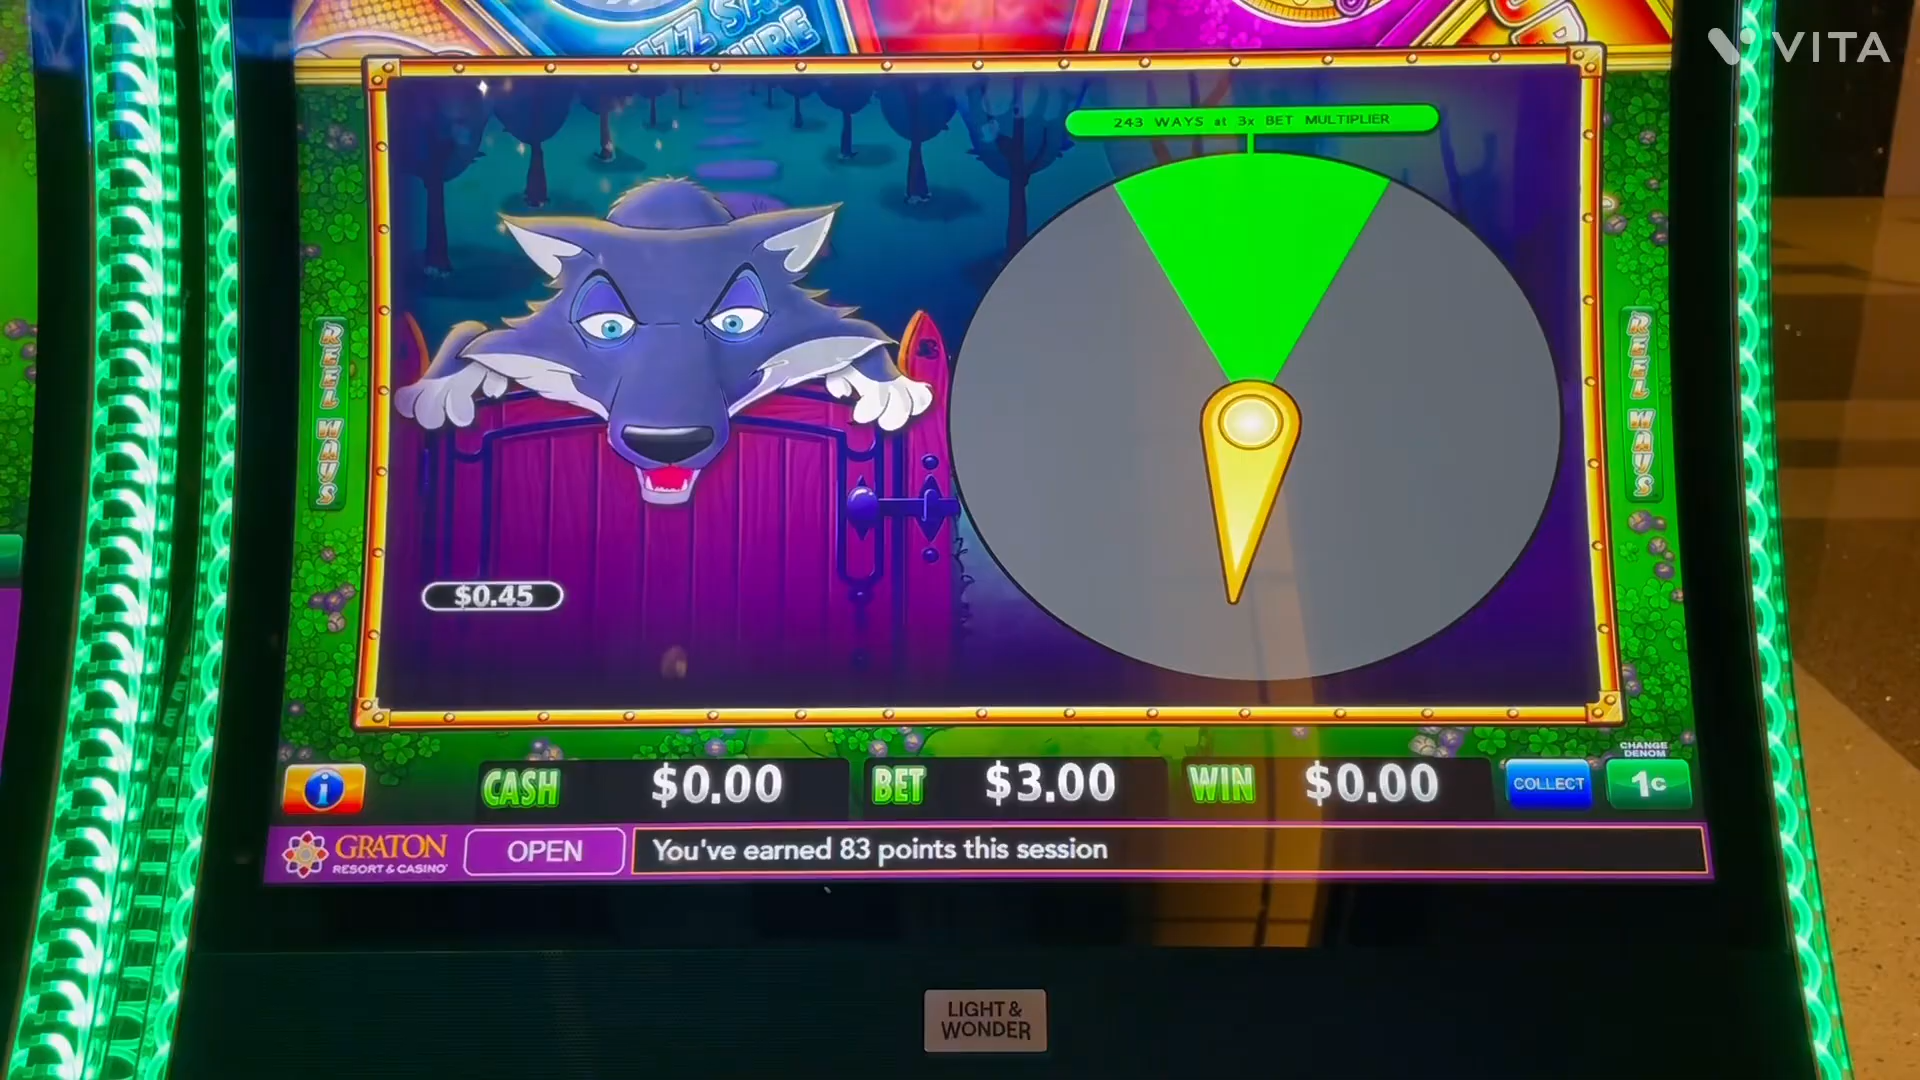 VITA
243 WAYS at 3x BET MULTIPLIER
REEL WAYS
REEL WAYS
$0.45
CHANGE
DENOM
CASH $0.00 BET $3.00 WIN $0.00 COLLECT 1¢
GRATON
RESORT & CASINO
OPEN
You've earned 83 points this session
LIGHT &
WONDER